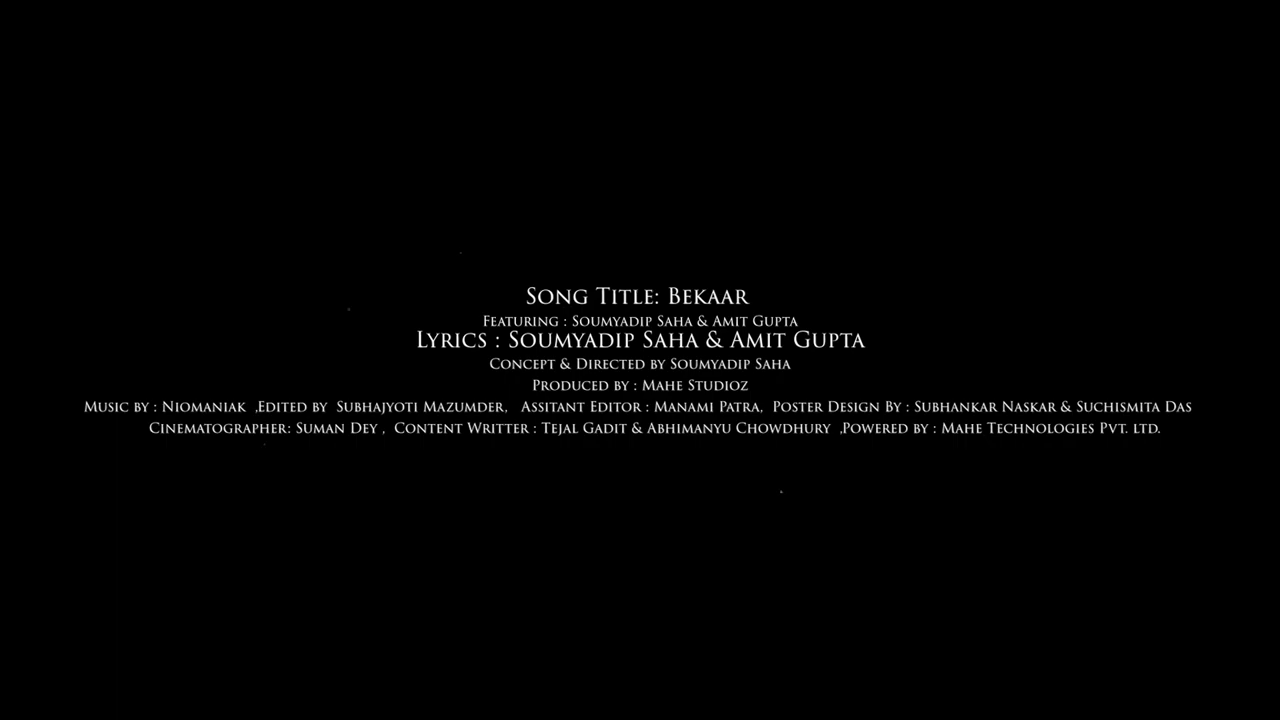 Song Title: Bekaar
Featuring : Soumyadip Saha & Amit Gupta
Lyrics : Soumyadip Saha & Amit Gupta
Concept & Directed by Soumyadip Saha
Produced by : Mahe Studioz
Music by : Niomaniak ,Edited by Subhajyoti Mazumder, Assitant Editor : Manami Patra, Poster Design By : Subhankar Naskar & Suchismita Das
Cinematographer: Suman Dey , Content Writter : Tejal Gadit & Abhimanyu Chowdhury ,Powered by : Mahe Technologies Pvt. ltd.